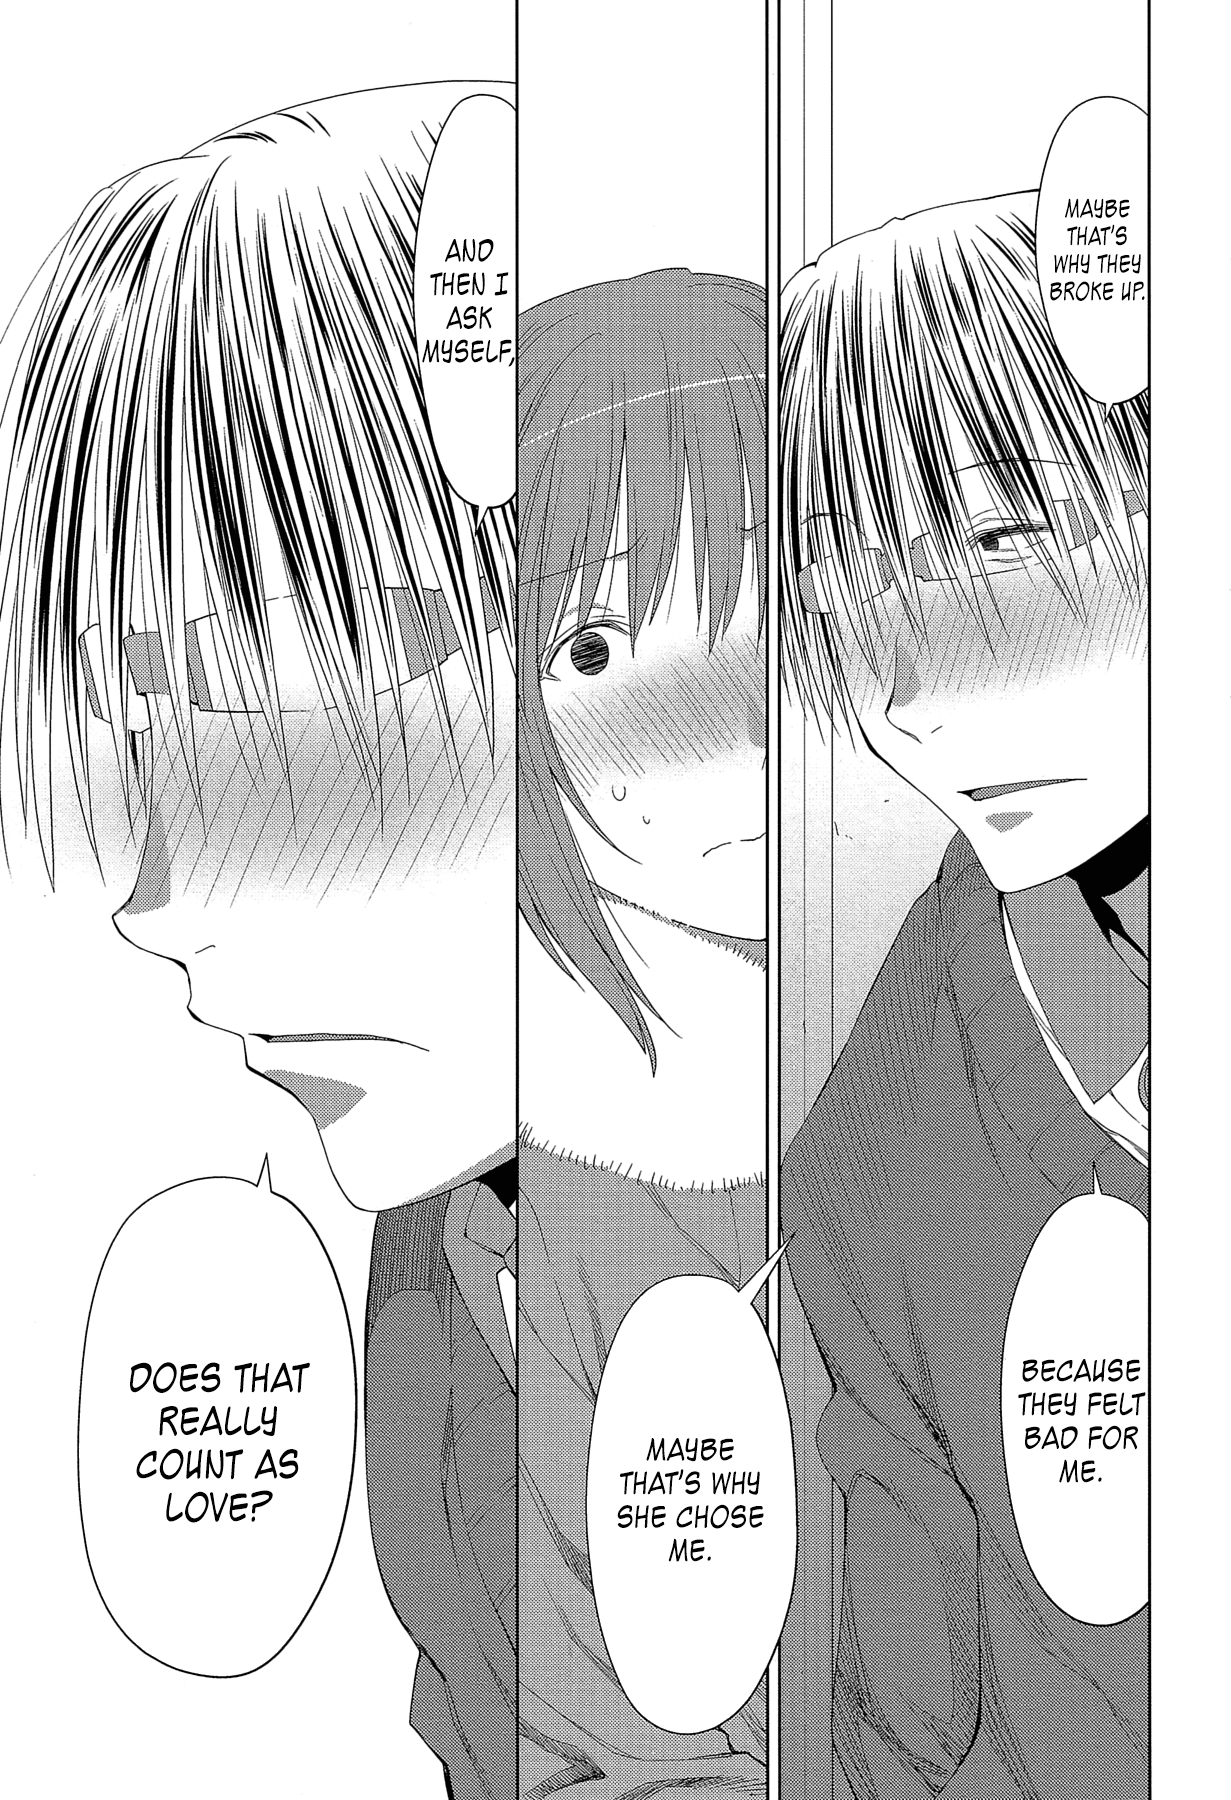 MAYBE
THAT'S
WHY THEY
BROKE UP.
BECAUSE
THEY FELT
BAD FOR
ME.
MAYBE
THAT'S WHY
SHE CHOSE
ME.
AND
THEN I
ASK
MYSELF,
DOES THAT
REALLY
COUNT AS
LOVE?